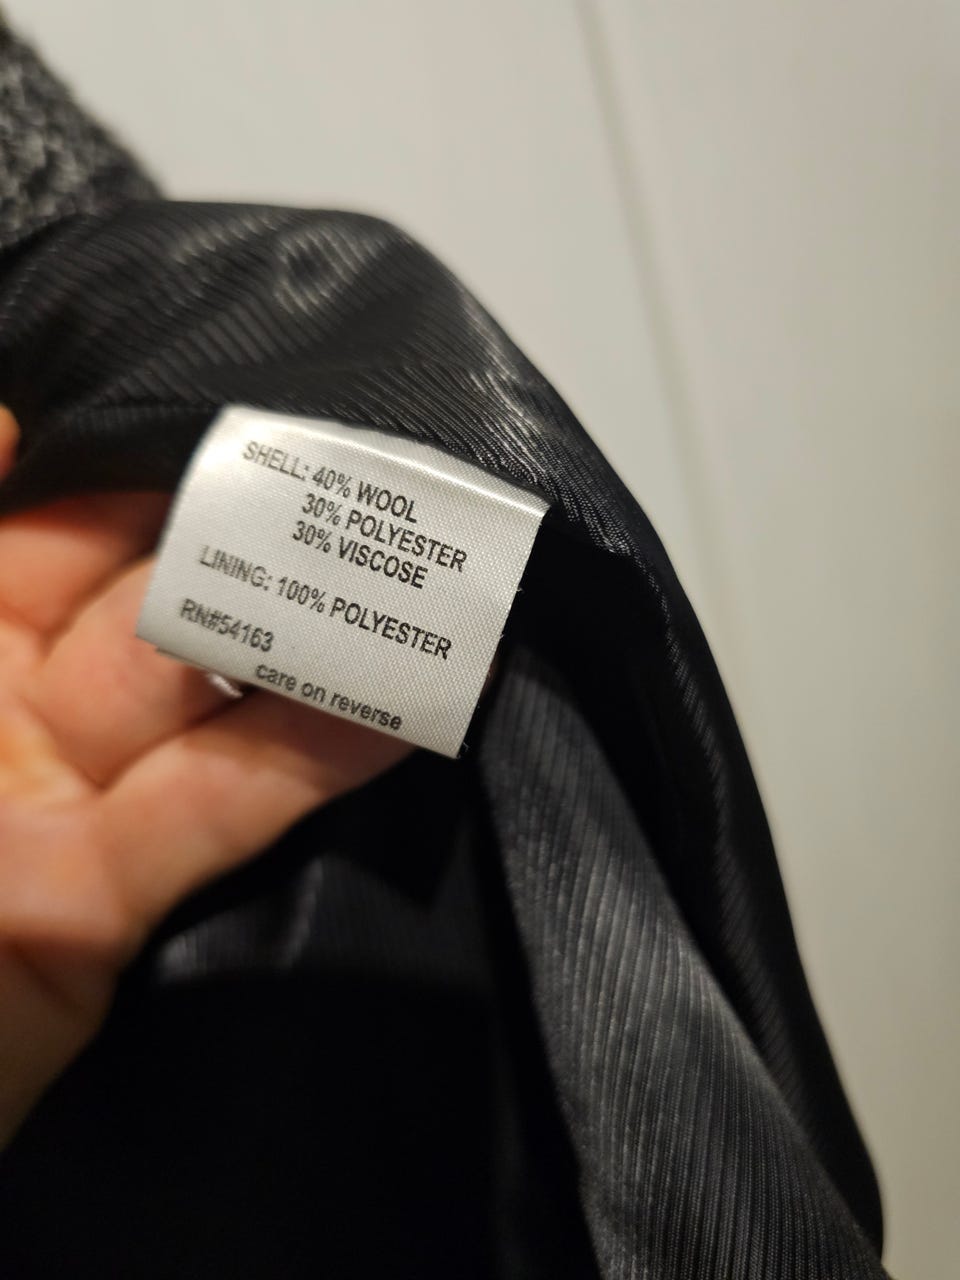 SHELL: 40% WOOL
30% POLYESTER
30% VISCOSE
LINING: 100% POLYESTER
RN#54163
care on reverse